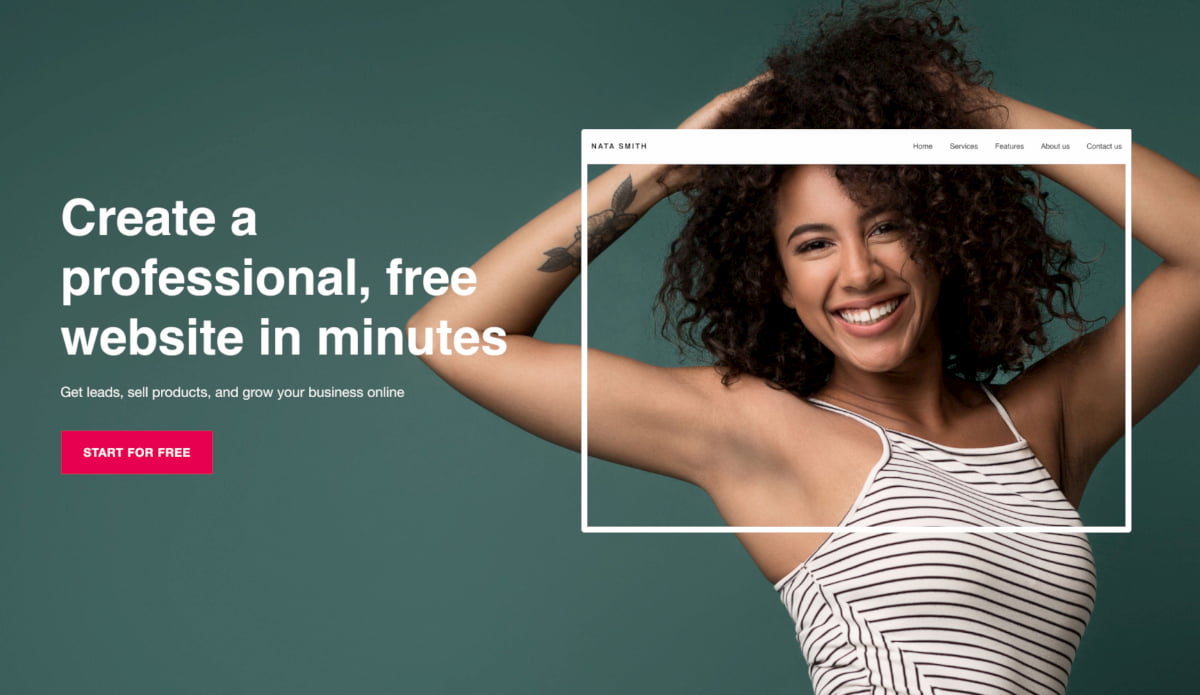 NATA SMITH
Home Services Features About us Contact us
Create a
professional, free
website in minutes
Get leads, sell products, and grow your business online
START FOR FREE